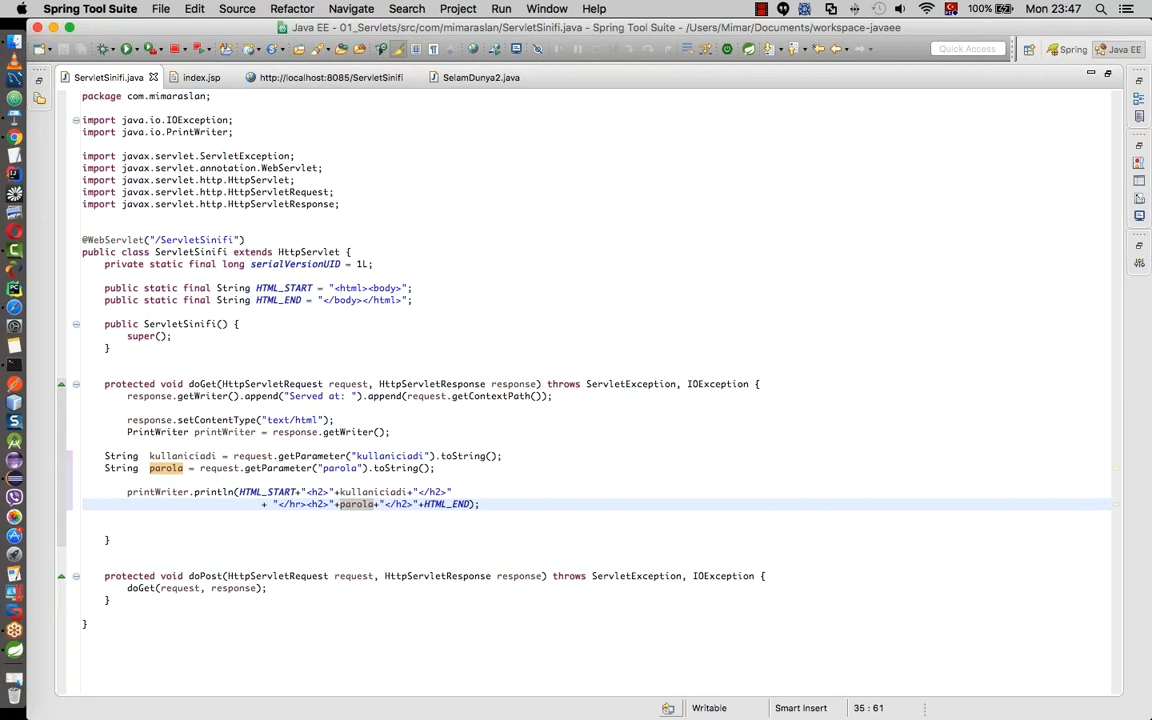 Spring Tool Suite File Edit Source Refactor Navigate Search Project Run Window Help 100% Mon 23:47
Java EE - 01_Servlets/src/com/mimaraslan/ServletSinifi.java - Spring Tool Suite - /Users/Mimar/Documents/workspace-javaee
Quick Access Spring Java EE
ServletSinifi.java index.jsp http://localhost:8085/ServletSinifi SelamDunya2.java
package com.mimaraslan;
import java.io.IOException;
import java.io.PrintWriter;
import javax.servlet.ServletException;
import javax.servlet.annotation.WebServlet;
import javax.servlet.http.HttpServlet;
import javax.servlet.http.HttpServletRequest;
import javax.servlet.http.HttpServletResponse;
@WebServlet("/ServletSinifi")
public class ServletSinifi extends HttpServlet {
private static final long serialVersionUID = 1L;
public static final String HTML_START = "<html><body>";
public static final String HTML_END = "</body></html>";
public ServletSinifi() {
super();
}
protected void doGet(HttpServletRequest request, HttpServletResponse response) throws ServletException, IOException {
response.getWriter().append("Served at: ").append(request.getContextPath());
response.setContentType("text/html");
PrintWriter printWriter = response.getWriter();
String kullaniciadi = request.getParameter("kullaniciadi").toString();
String parola = request.getParameter("parola").toString();
printWriter.println(HTML_START+"<h2>"+kullaniciadi+"</h2>"
+ "</hr><h2>"+parola+"</h2>"+HTML_END);
}
protected void doPost(HttpServletRequest request, HttpServletResponse response) throws ServletException, IOException {
doGet(request, response);
}
}
Writable Smart Insert 35 : 61